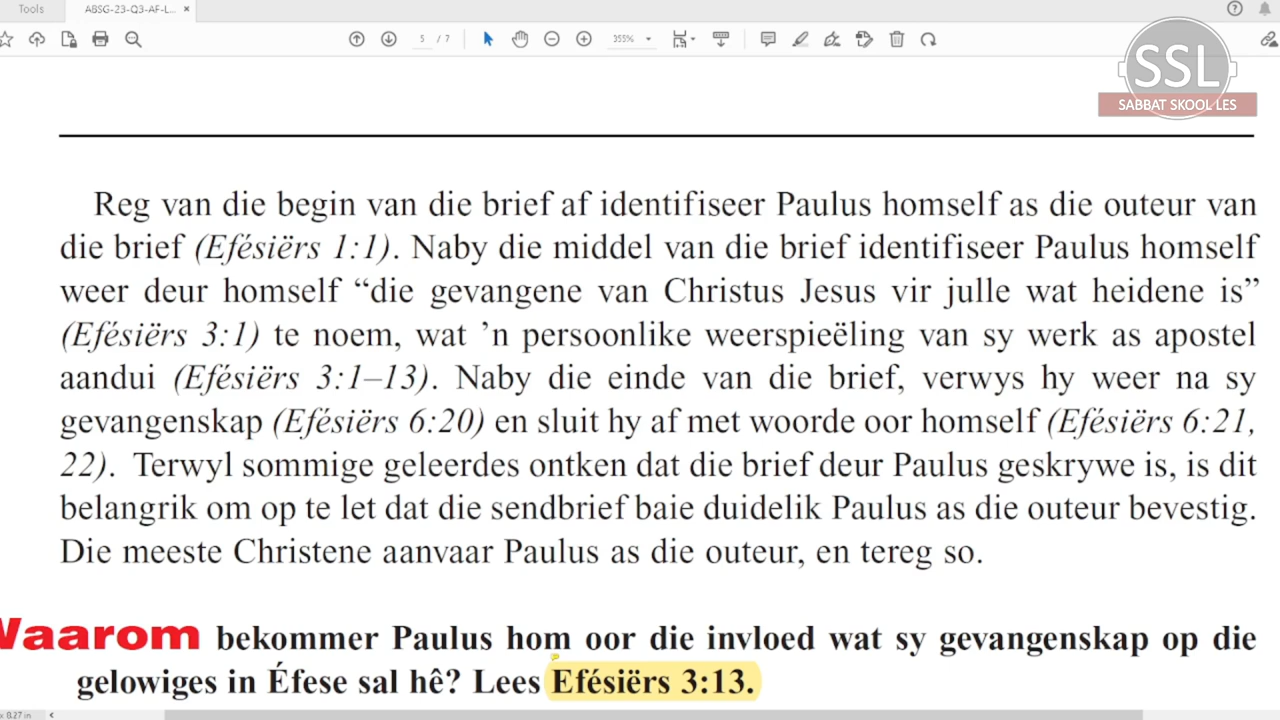 Tools
ABSG-23-Q3-AF-L... ×
5 / 7
355%
SSL
SABBAT SKOOL LES
Reg van die begin van die brief af identifiseer Paulus homself as die outeur van
die brief (Efésiërs 1:1). Naby die middel van die brief identifiseer Paulus homself
weer deur homself “die gevangene van Christus Jesus vir julle wat heidene is”
(Efésiërs 3:1) te noem, wat ’n persoonlike weerspieëling van sy werk as apostel
aandui (Efésiërs 3:1–13). Naby die einde van die brief, verwys hy weer na sy
gevangenskap (Efésiërs 6:20) en sluit hy af met woorde oor homself (Efésiërs 6:21,
22). Terwyl sommige geleerdes ontken dat die brief deur Paulus geskrywe is, is dit
belangrik om op te let dat die sendbrief baie duidelik Paulus as die outeur bevestig.
Die meeste Christene aanvaar Paulus as die outeur, en tereg so.
Waarom bekommer Paulus hom oor die invloed wat sy gevangenskap op die
gelowiges in Éfese sal hê? Lees Efésiërs 3:13.
x 8.27 in